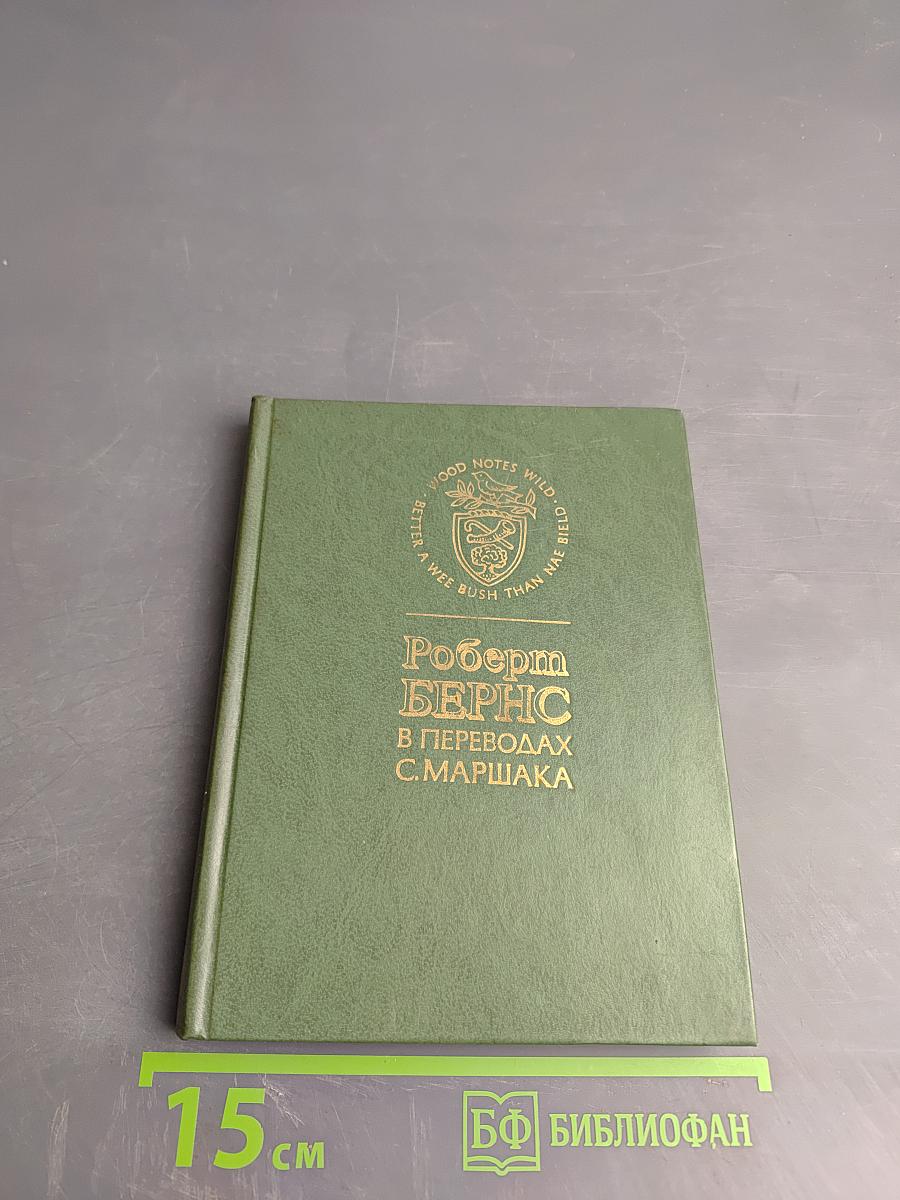 · WOOD NOTES WILD ·
BETTER A WEE BUSH THAN NAE BIELD
Роберт
БЕРНС
В ПЕРЕВОДАХ
С. МАРШАКА
15 см
БФ БИБЛИОФАН